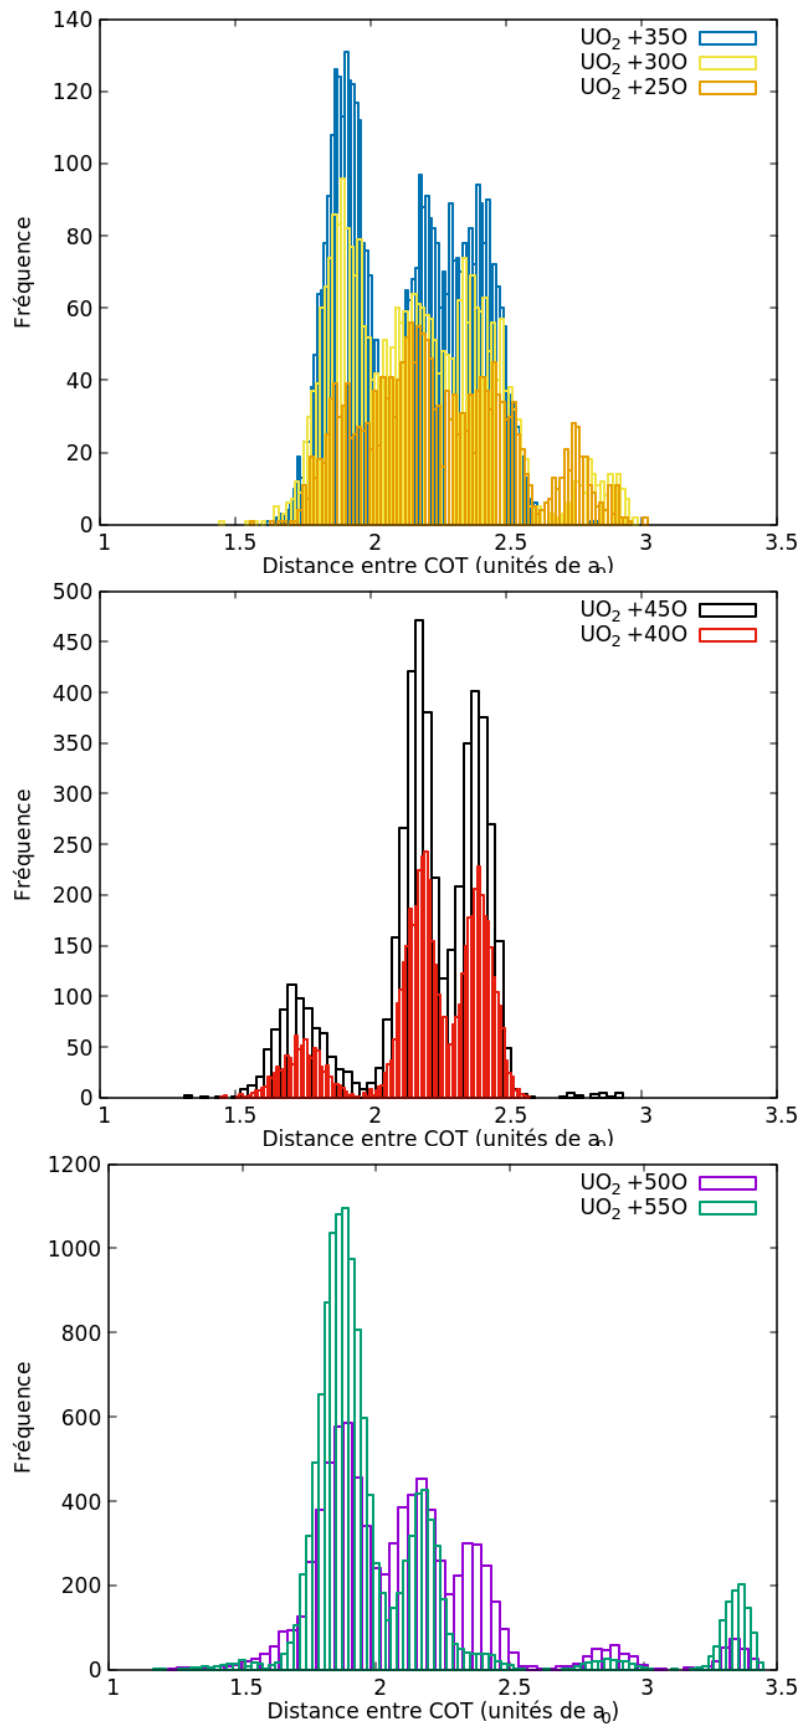 140
120
100
80
60
40
20
0
Fréquence
UO2 +35O
UO2 +30O
UO2 +25O
1 1.5 2 2.5 3 3.5
Distance entre COT (unités de a0)
500
450
400
350
300
250
200
150
100
50
0
Fréquence
UO2 +45O
UO2 +40O
1 1.5 2 2.5 3 3.5
Distance entre COT (unités de a0)
1200
1000
800
600
400
200
0
Fréquence
UO2 +50O
UO2 +55O
1 1.5 2 2.5 3 3.5
Distance entre COT (unités de a0)